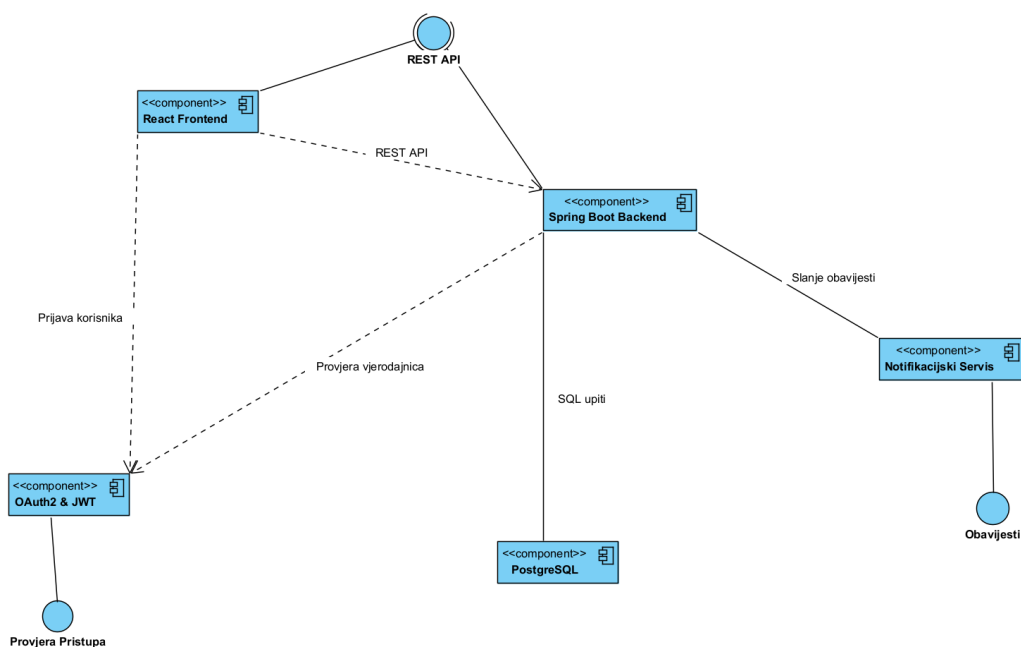 REST API
<<component>>
React Frontend
REST API
<<component>>
Spring Boot Backend
Slanje obavijesti
Prijava korisnika
<<component>>
Notifikacijski Servis
Provjera vjerodajnica
SQL upiti
<<component>>
OAuth2 & JWT
Obavijesti
<<component>>
PostgreSQL
Provjera Pristupa